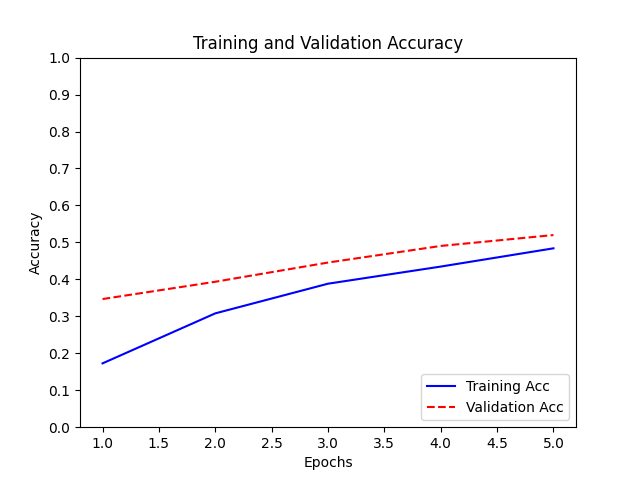 Training and Validation Accuracy
Accuracy
1.0
0.9
0.8
0.7
0.6
0.5
0.4
0.3
0.2
0.1
0.0
1.0 1.5 2.0 2.5 3.0 3.5 4.0 4.5 5.0
Epochs
Training Acc
Validation Acc